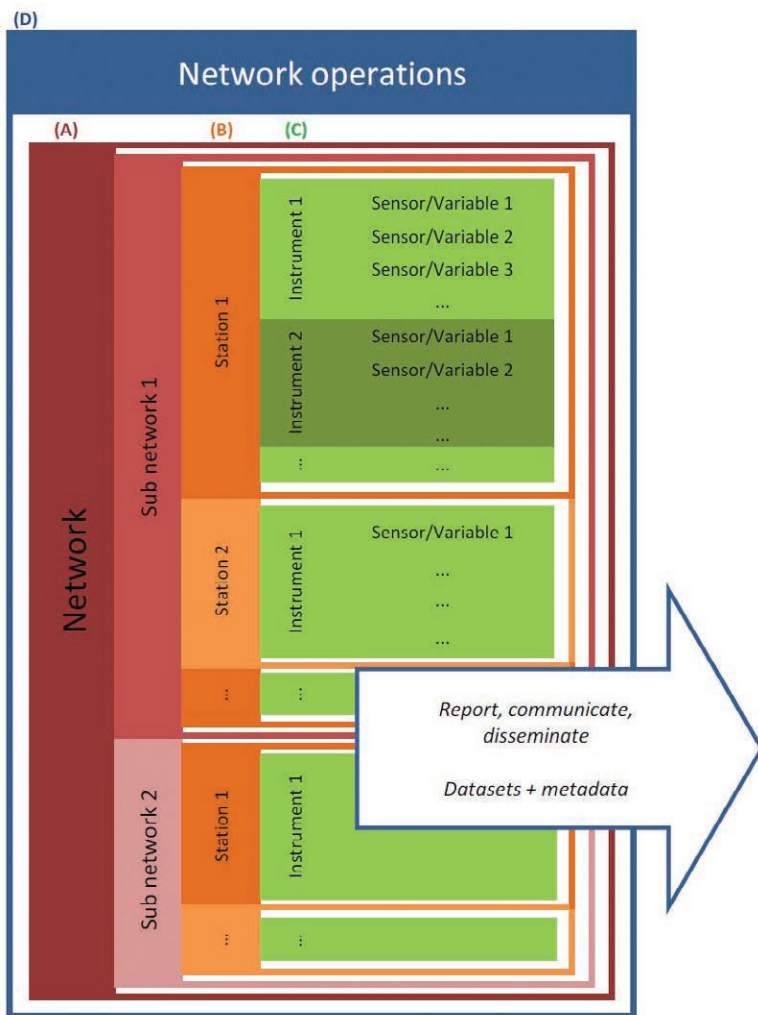 (D)
Network operations
(A)
(B)
(C)
Network
Sub network 1
Station 1
Instrument 1
Sensor/Variable 1
Sensor/Variable 2
Sensor/Variable 3
...
Instrument 2
Sensor/Variable 1
Sensor/Variable 2
...
...
...
...
Station 2
Instrument 1
Sensor/Variable 1
...
...
...
...
...
Sub network 2
Station 1
Instrument 1
...
...
Report, communicate,
disseminate
Datasets + metadata